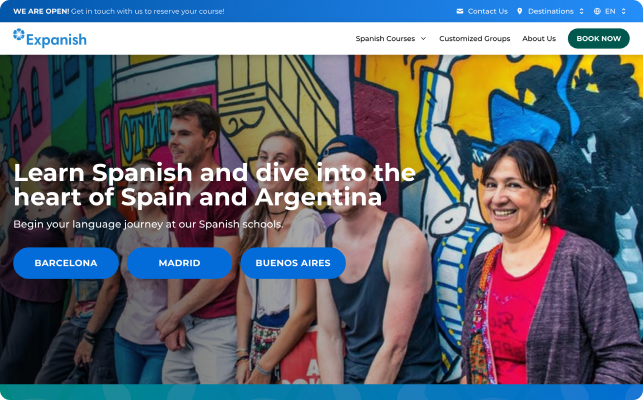 WE ARE OPEN! Get in touch with us to reserve your course!
Contact Us
Destinations
EN
Expanish
Spanish Courses
Customized Groups
About Us
BOOK NOW
Learn Spanish and dive into the
heart of Spain and Argentina
Begin your language journey at our Spanish schools.
BARCELONA
MADRID
BUENOS AIRES